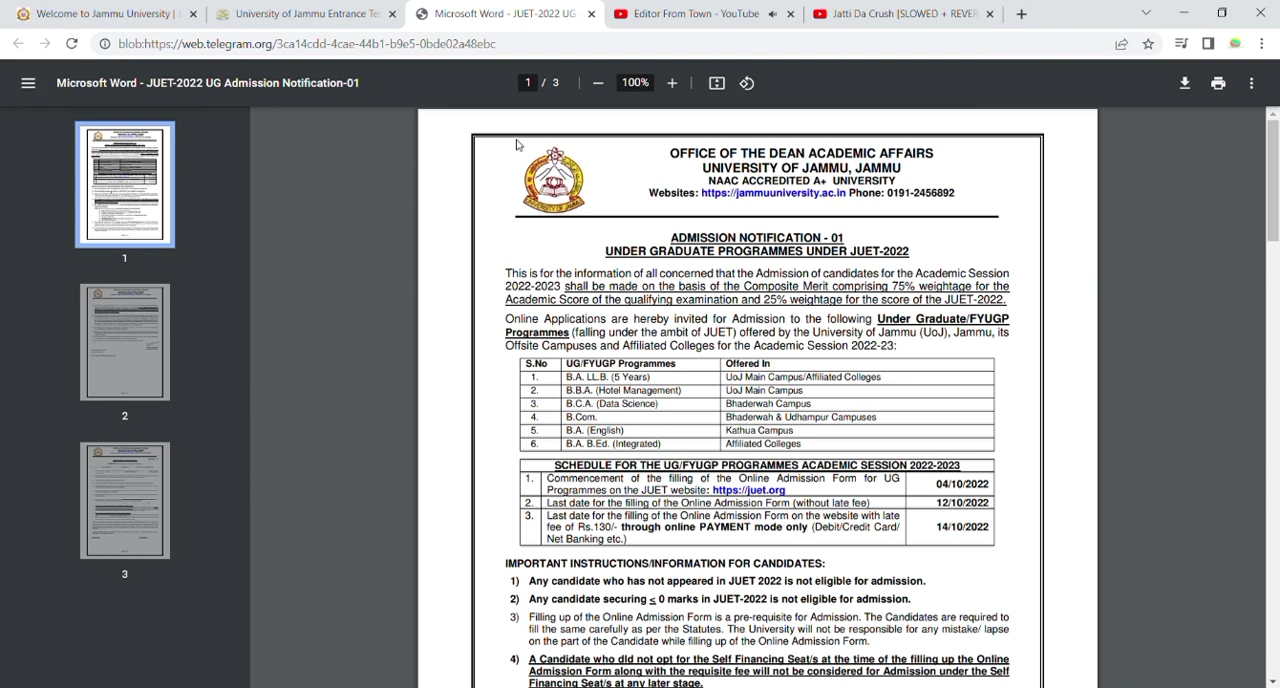 Welcome to Jammu University | J
University of Jammu Entrance Tes
Microsoft Word - JUET-2022 UG
Editor From Town - YouTube
Jatti Da Crush [SLOWED + REVER
blob:https://web.telegram.org/3ca14cdd-4cae-44b1-b9e5-0bde02a48ebc
Microsoft Word - JUET-2022 UG Admission Notification-01
1 / 3
100%
1
2
3
OFFICE OF THE DEAN ACADEMIC AFFAIRS
UNIVERSITY OF JAMMU, JAMMU
NAAC ACCREDITED A+ UNIVERSITY
Websites: https://jammuuniversity.ac.in Phone: 0191-2456892
ADMISSION NOTIFICATION - 01
UNDER GRADUATE PROGRAMMES UNDER JUET-2022
This is for the information of all concerned that the Admission of candidates for the Academic Session
2022-2023 shall be made on the basis of the Composite Merit comprising 75% weightage for the
Academic Score of the qualifying examination and 25% weightage for the score of the JUET-2022.
Online Applications are hereby invited for Admission to the following Under Graduate/FYUGP
Programmes (falling under the ambit of JUET) offered by the University of Jammu (UoJ), Jammu, its
Offsite Campuses and Affiliated Colleges for the Academic Session 2022-23:
S.No UG/FYUGP Programmes Offered In
1. B.A. LL.B. (5 Years) UoJ Main Campus/Affiliated Colleges
2. B.B.A. (Hotel Management) UoJ Main Campus
3. B.C.A. (Data Science) Bhaderwah Campus
4. B.Com. Bhaderwah & Udhampur Campuses
5. B.A. (English) Kathua Campus
6. B.A. B.Ed. (Integrated) Affiliated Colleges
SCHEDULE FOR THE UG/FYUGP PROGRAMMES ACADEMIC SESSION 2022-2023
1. Commencement of the filling of the Online Admission Form for UG
Programmes on the JUET website: https://juet.org 04/10/2022
2. Last date for the filling of the Online Admission Form (without late fee) 12/10/2022
3. Last date for the filling of the Online Admission Form on the website with late
fee of Rs.130/- through online PAYMENT mode only (Debit/Credit Card/ 14/10/2022
Net Banking etc.)
IMPORTANT INSTRUCTIONS/INFORMATION FOR CANDIDATES:
1) Any candidate who has not appeared in JUET 2022 is not eligible for admission.
2) Any candidate securing ≤ 0 marks in JUET-2022 is not eligible for admission.
3) Filling up of the Online Admission Form is a pre-requisite for Admission. The Candidates are required to
fill the same carefully as per the Statutes. The University will not be responsible for any mistake/ lapse
on the part of the Candidate while filling up of the Online Admission Form.
4) A Candidate who did not opt for the Self Financing Seat/s at the time of the filling up the Online
Admission Form along with the requisite fee will not be considered for Admission under the Self
Financing Seat/s at any later stage.